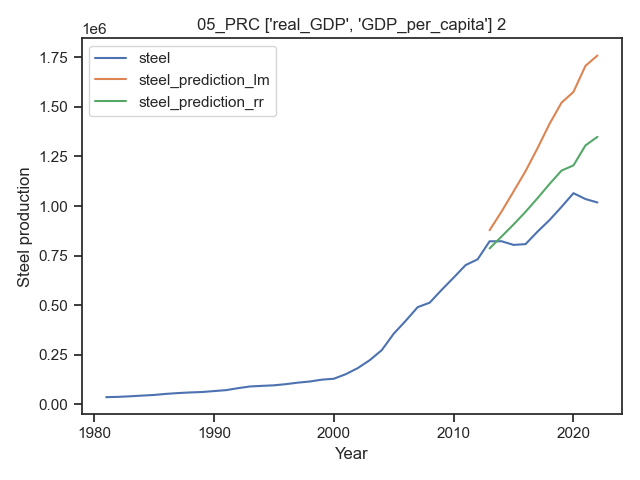 05_PRC ['real_GDP', 'GDP_per_capita'] 2
1e6
steel
steel_prediction_lm
steel_prediction_rr
1.75
1.50
1.25
1.00
0.75
0.50
0.25
0.00
Steel production
1980
1990
2000
2010
2020
Year